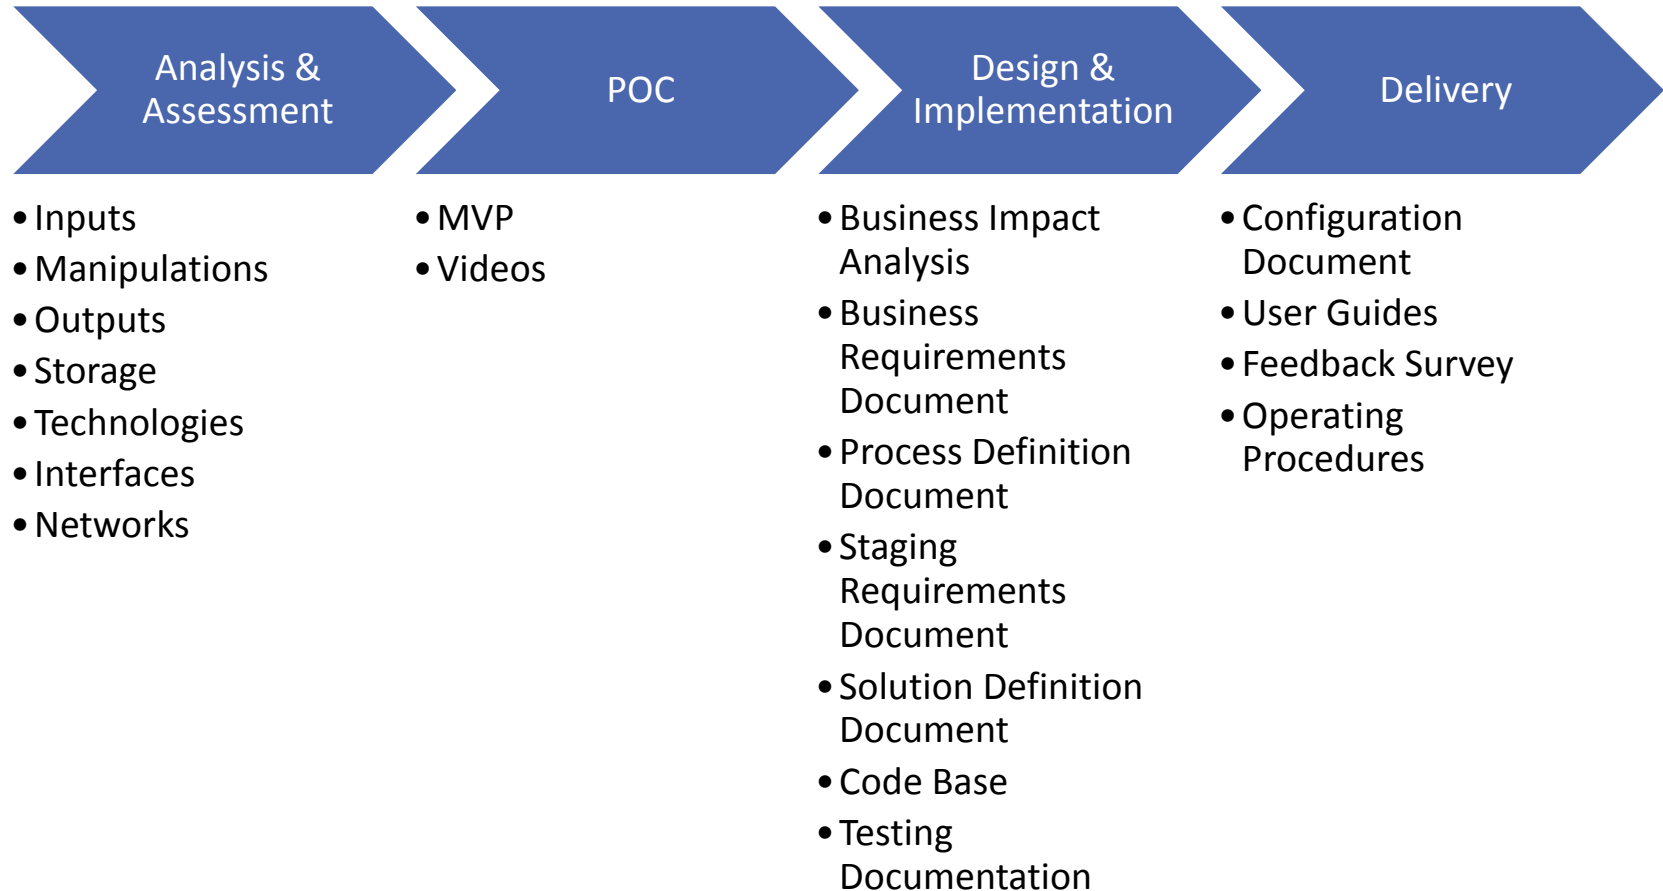 Analysis &
Assessment
POC
Design &
Implementation
Delivery
•Inputs
•Manipulations
•Outputs
•Storage
•Technologies
•Interfaces
•Networks
•MVP
•Videos
•Business Impact
Analysis
•Business
Requirements
Document
•Process Definition
Document
•Staging
Requirements
Document
•Solution Definition
Document
•Code Base
•Testing
Documentation
•Configuration
Document
•User Guides
•Feedback Survey
•Operating
Procedures